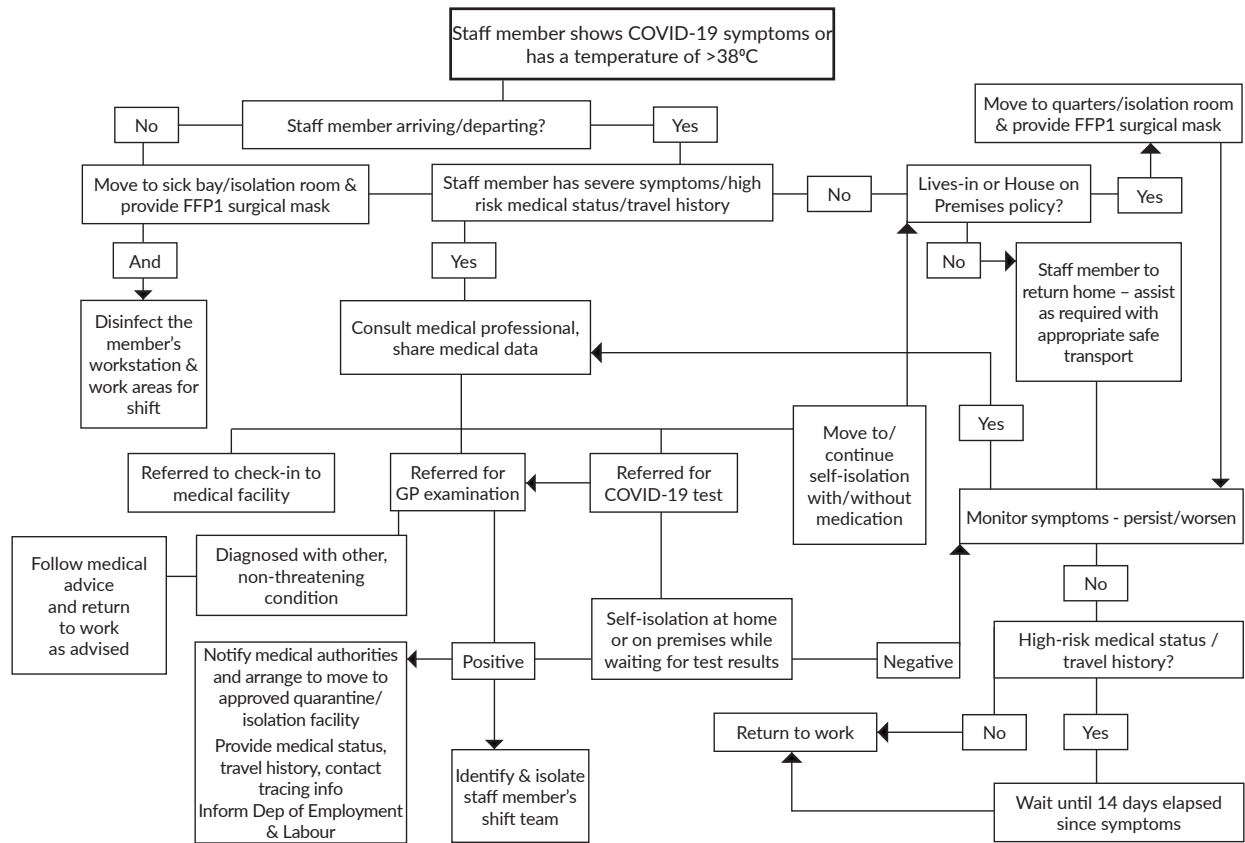 Staff member shows COVID-19 symptoms or
has a temperature of >38⁰C
No
Staff member arriving/departing?
Yes
Move to quarters/isolation room
& provide FFP1 surgical mask
Move to sick bay/isolation room &
provide FFP1 surgical mask
Staff member has severe symptoms/high
risk medical status/travel history
No
Lives-in or House on
Premises policy?
Yes
And
Yes
No
Staff member to
return home – assist
as required with
appropriate safe
transport
Disinfect the
member's
workstation &
work areas for
shift
Consult medical professional,
share medical data
Yes
Move to/
continue
self-isolation
with/without
medication
Referred to check-in to
medical facility
Referred for
GP examination
Referred for
COVID-19 test
Monitor symptoms - persist/worsen
Follow medical
advice
and return
to work
as advised
Diagnosed with other,
non-threatening
condition
No
Self-isolation at home
or on premises while
waiting for test results
High-risk medical status /
travel history?
Notify medical authorities
and arrange to move to
approved quarantine/
isolation facility
Provide medical status,
travel history, contact
tracing info
Inform Dep of Employment
& Labour
Positive
Negative
Return to work
No
Yes
Identify & isolate
staff member's
shift team
Wait until 14 days elapsed
since symptoms